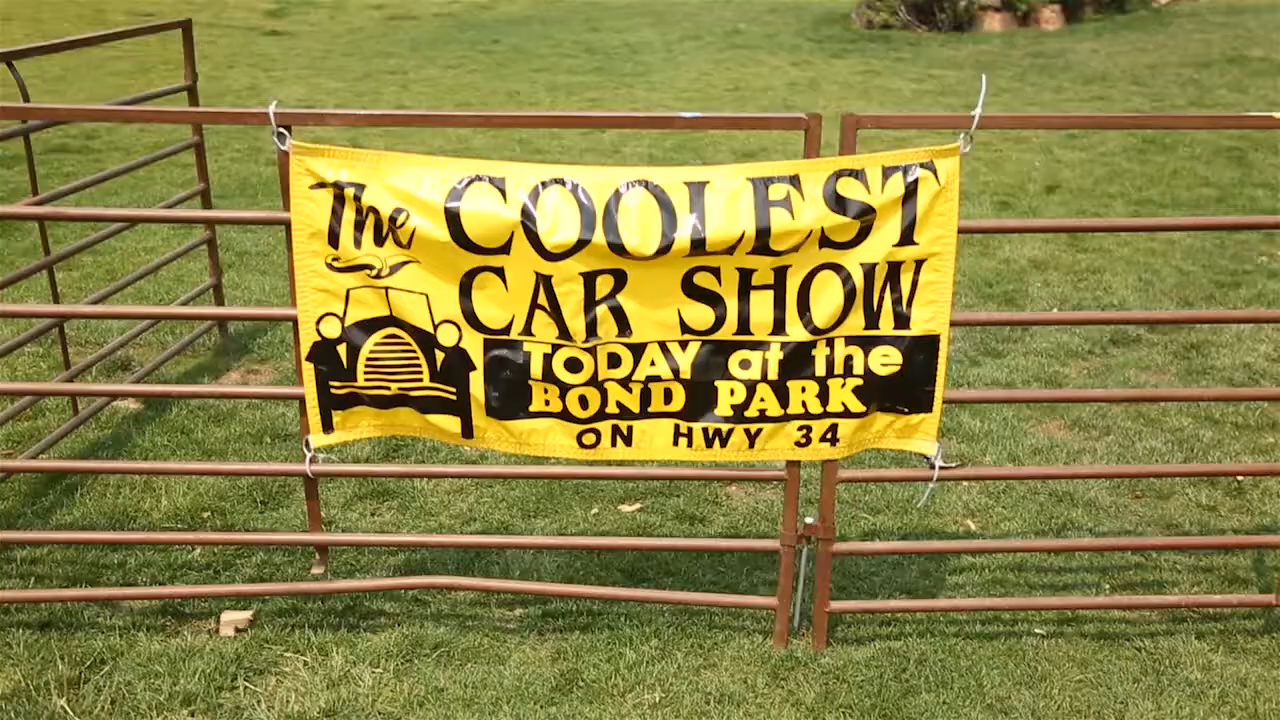 The COOLEST
CAR SHOW
TODAY at the
BOND PARK
ON HWY 34